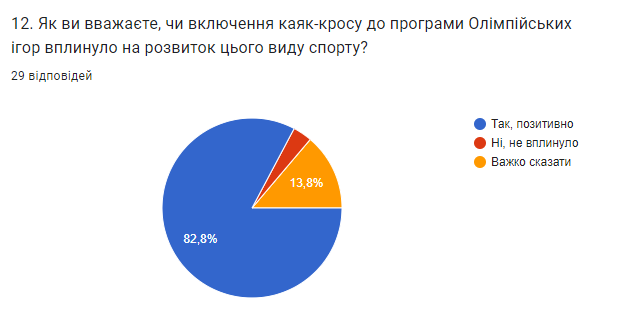 12. Як ви вважаєте, чи включення каяк-кросу до програми Олімпійських
ігор вплинуло на розвиток цього виду спорту?
29 відповідей
Так, позитивно
Ні, не вплинуло
Важко сказати
13,8%
82,8%